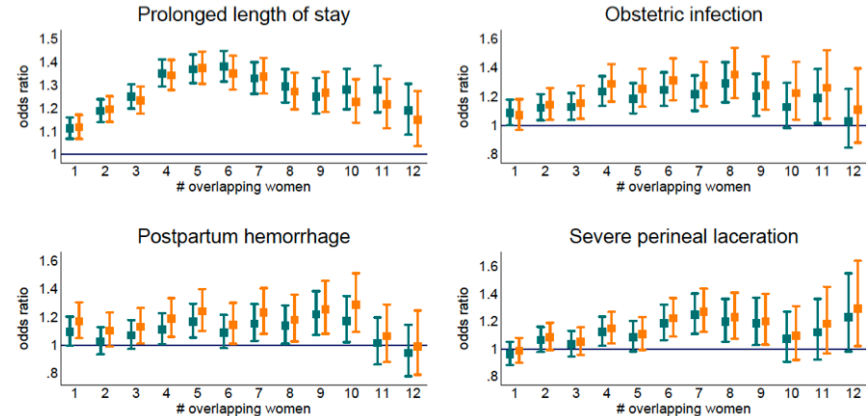 Prolonged length of stay
odds ratio
1.5
1.4
1.3
1.2
1.1
1
1 2 3 4 5 6 7 8 9 10 11 12
# overlapping women
Obstetric infection
odds ratio
1.6
1.4
1.2
1
.8
1 2 3 4 5 6 7 8 9 10 11 12
# overlapping women
Postpartum hemorrhage
odds ratio
1.6
1.4
1.2
1
.8
1 2 3 4 5 6 7 8 9 10 11 12
# overlapping women
Severe perineal laceration
odds ratio
1.6
1.4
1.2
1
.8
1 2 3 4 5 6 7 8 9 10 11 12
# overlapping women